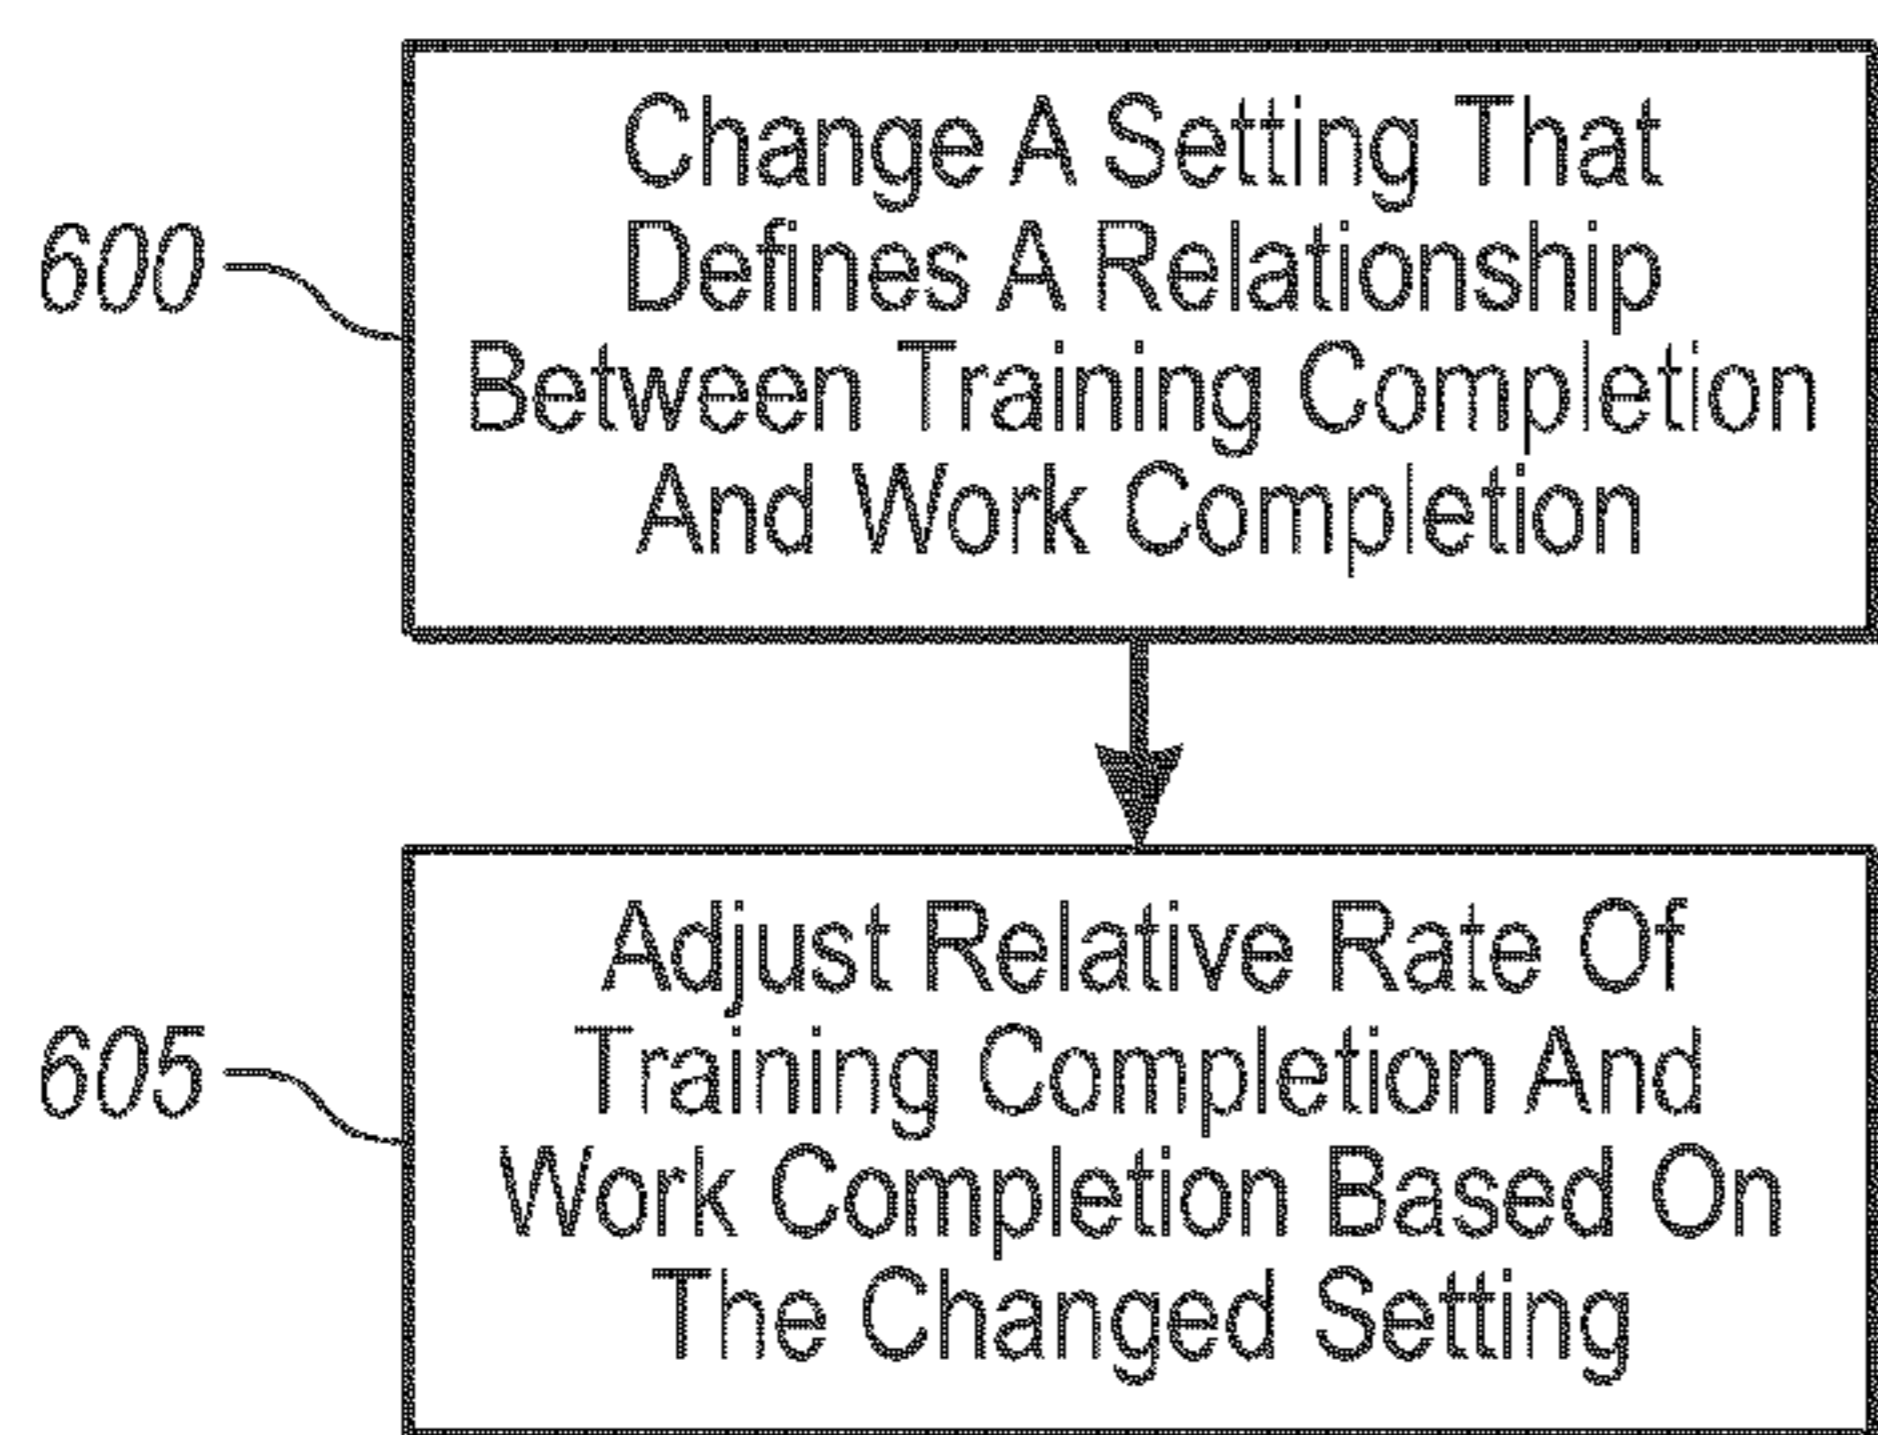 Change A Setting That
Defines A Relationship
600
Between Training Completion
And Work Completion
Adjust Relative Rate Of
605
Training Completion And
Work Completion Based On
The Changed Setting